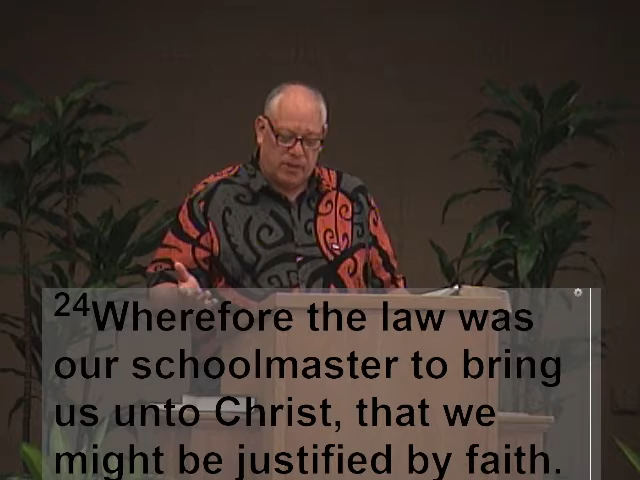 24Wherefore the law was
our schoolmaster to bring
us unto Christ, that we
might be justified by faith.